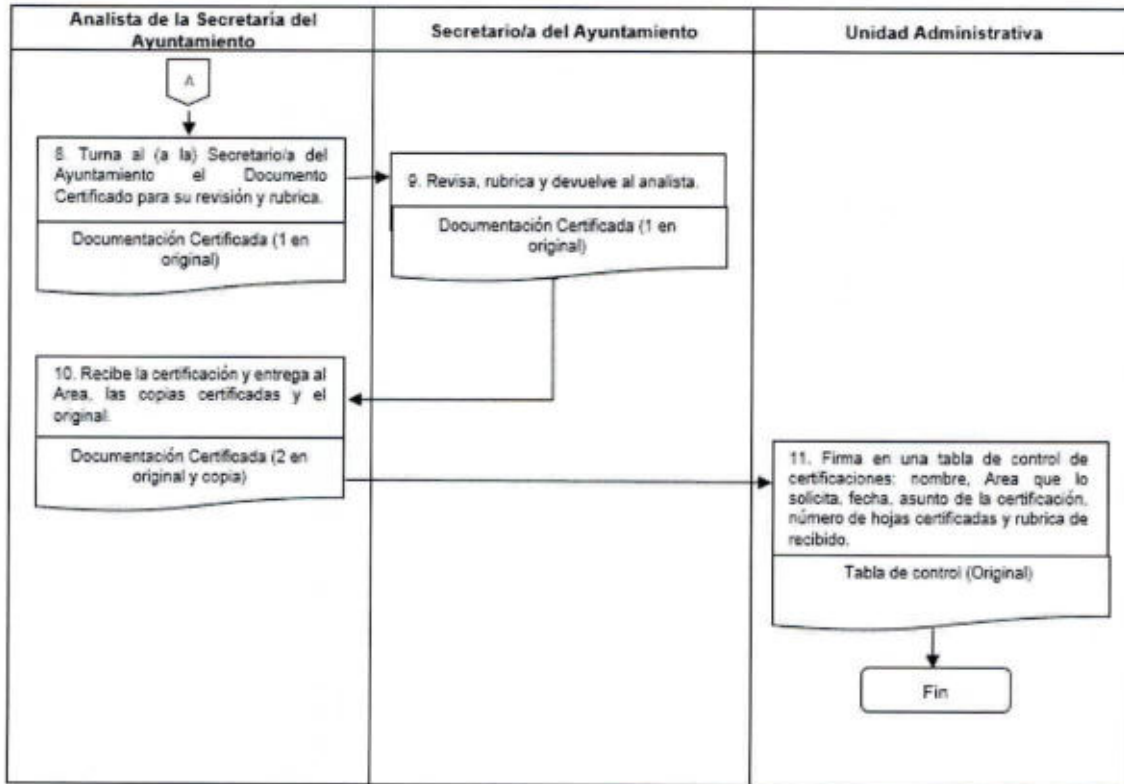 Analista de la Secretaria del
Ayuntamiento
Secretario/a del Ayuntamiento
Unidad Administrativa
A
8. Turna al (a la) Secretario/a del
Ayuntamiento el Documento
Certificado para su revisión y rubrica.
Documentación Certificada (1 en
original)
9. Revisa, rubrica y devuelve al analista.
Documentación Certificada (1 en
original)
10. Recibe la certificación y entrega al
Area, las copias certificadas y el
original.
Documentación Certificada (2 en
original y copia)
11. Firma en una tabla de control de
certificaciones: nombre, Area que lo
solicita, fecha, asunto de la certificación,
número de hojas certificadas y rubrica de
recibido.
Tabla de control (Original)
Fin